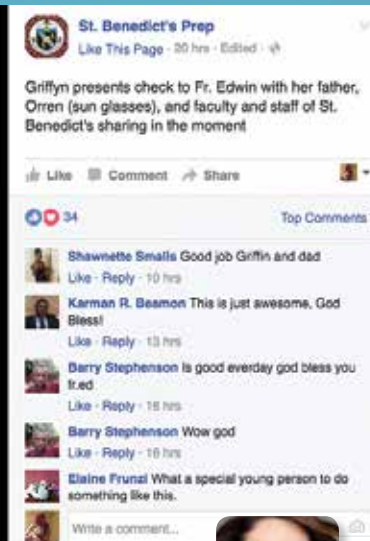 St. Benedict's Prep
Like This Page · 20 hrs · Edited ·
Griffyn presents check to Fr. Edwin with her father,
Orren (sun glasses), and faculty and staff of St.
Benedict's sharing in the moment
Like Comment Share
34 Top Comments
Shawnette Smalls Good job Griffin and dad
Like · Reply · 10 hrs
Karman R. Beamon This is just awesome, God
Bless!
Like · Reply · 13 hrs
Barry Stephenson Is good everday god bless you
fr.ed
Like · Reply · 16 hrs
Barry Stephenson Wow god
Like · Reply · 16 hrs
Elaine Frunzi What a special young person to do
something like this.
Write a comment...